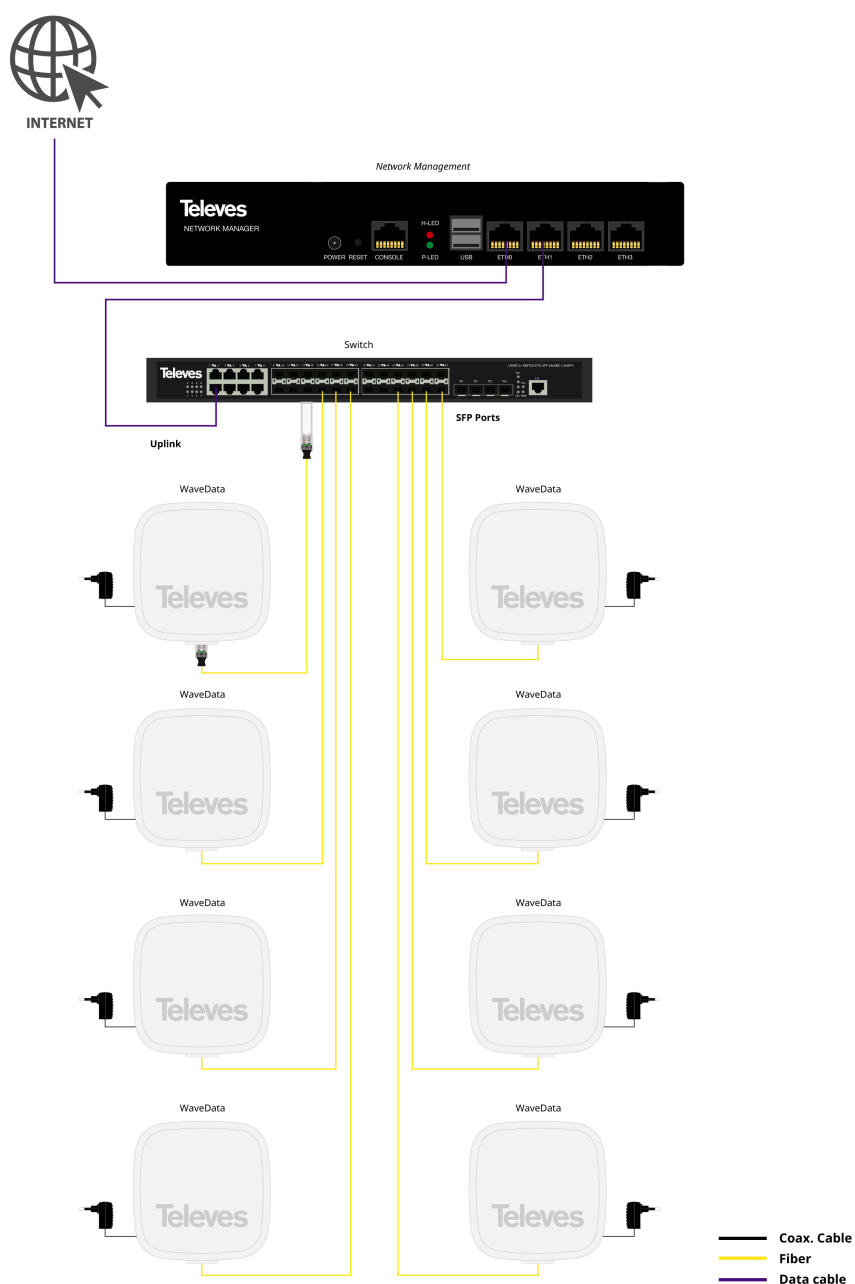 INTERNET
Network Management
Televes
NETWORK MANAGER
H-LED
POWER RESET CONSOLE P-LED USB ETH0 ETH1 ETH2 ETH3
Switch
Televes
SFP Ports
Uplink
WaveData WaveData
Televes Televes
WaveData WaveData
Televes Televes
WaveData WaveData
Televes Televes
WaveData WaveData
Televes Televes
Coax. Cable
Fiber
Data cable